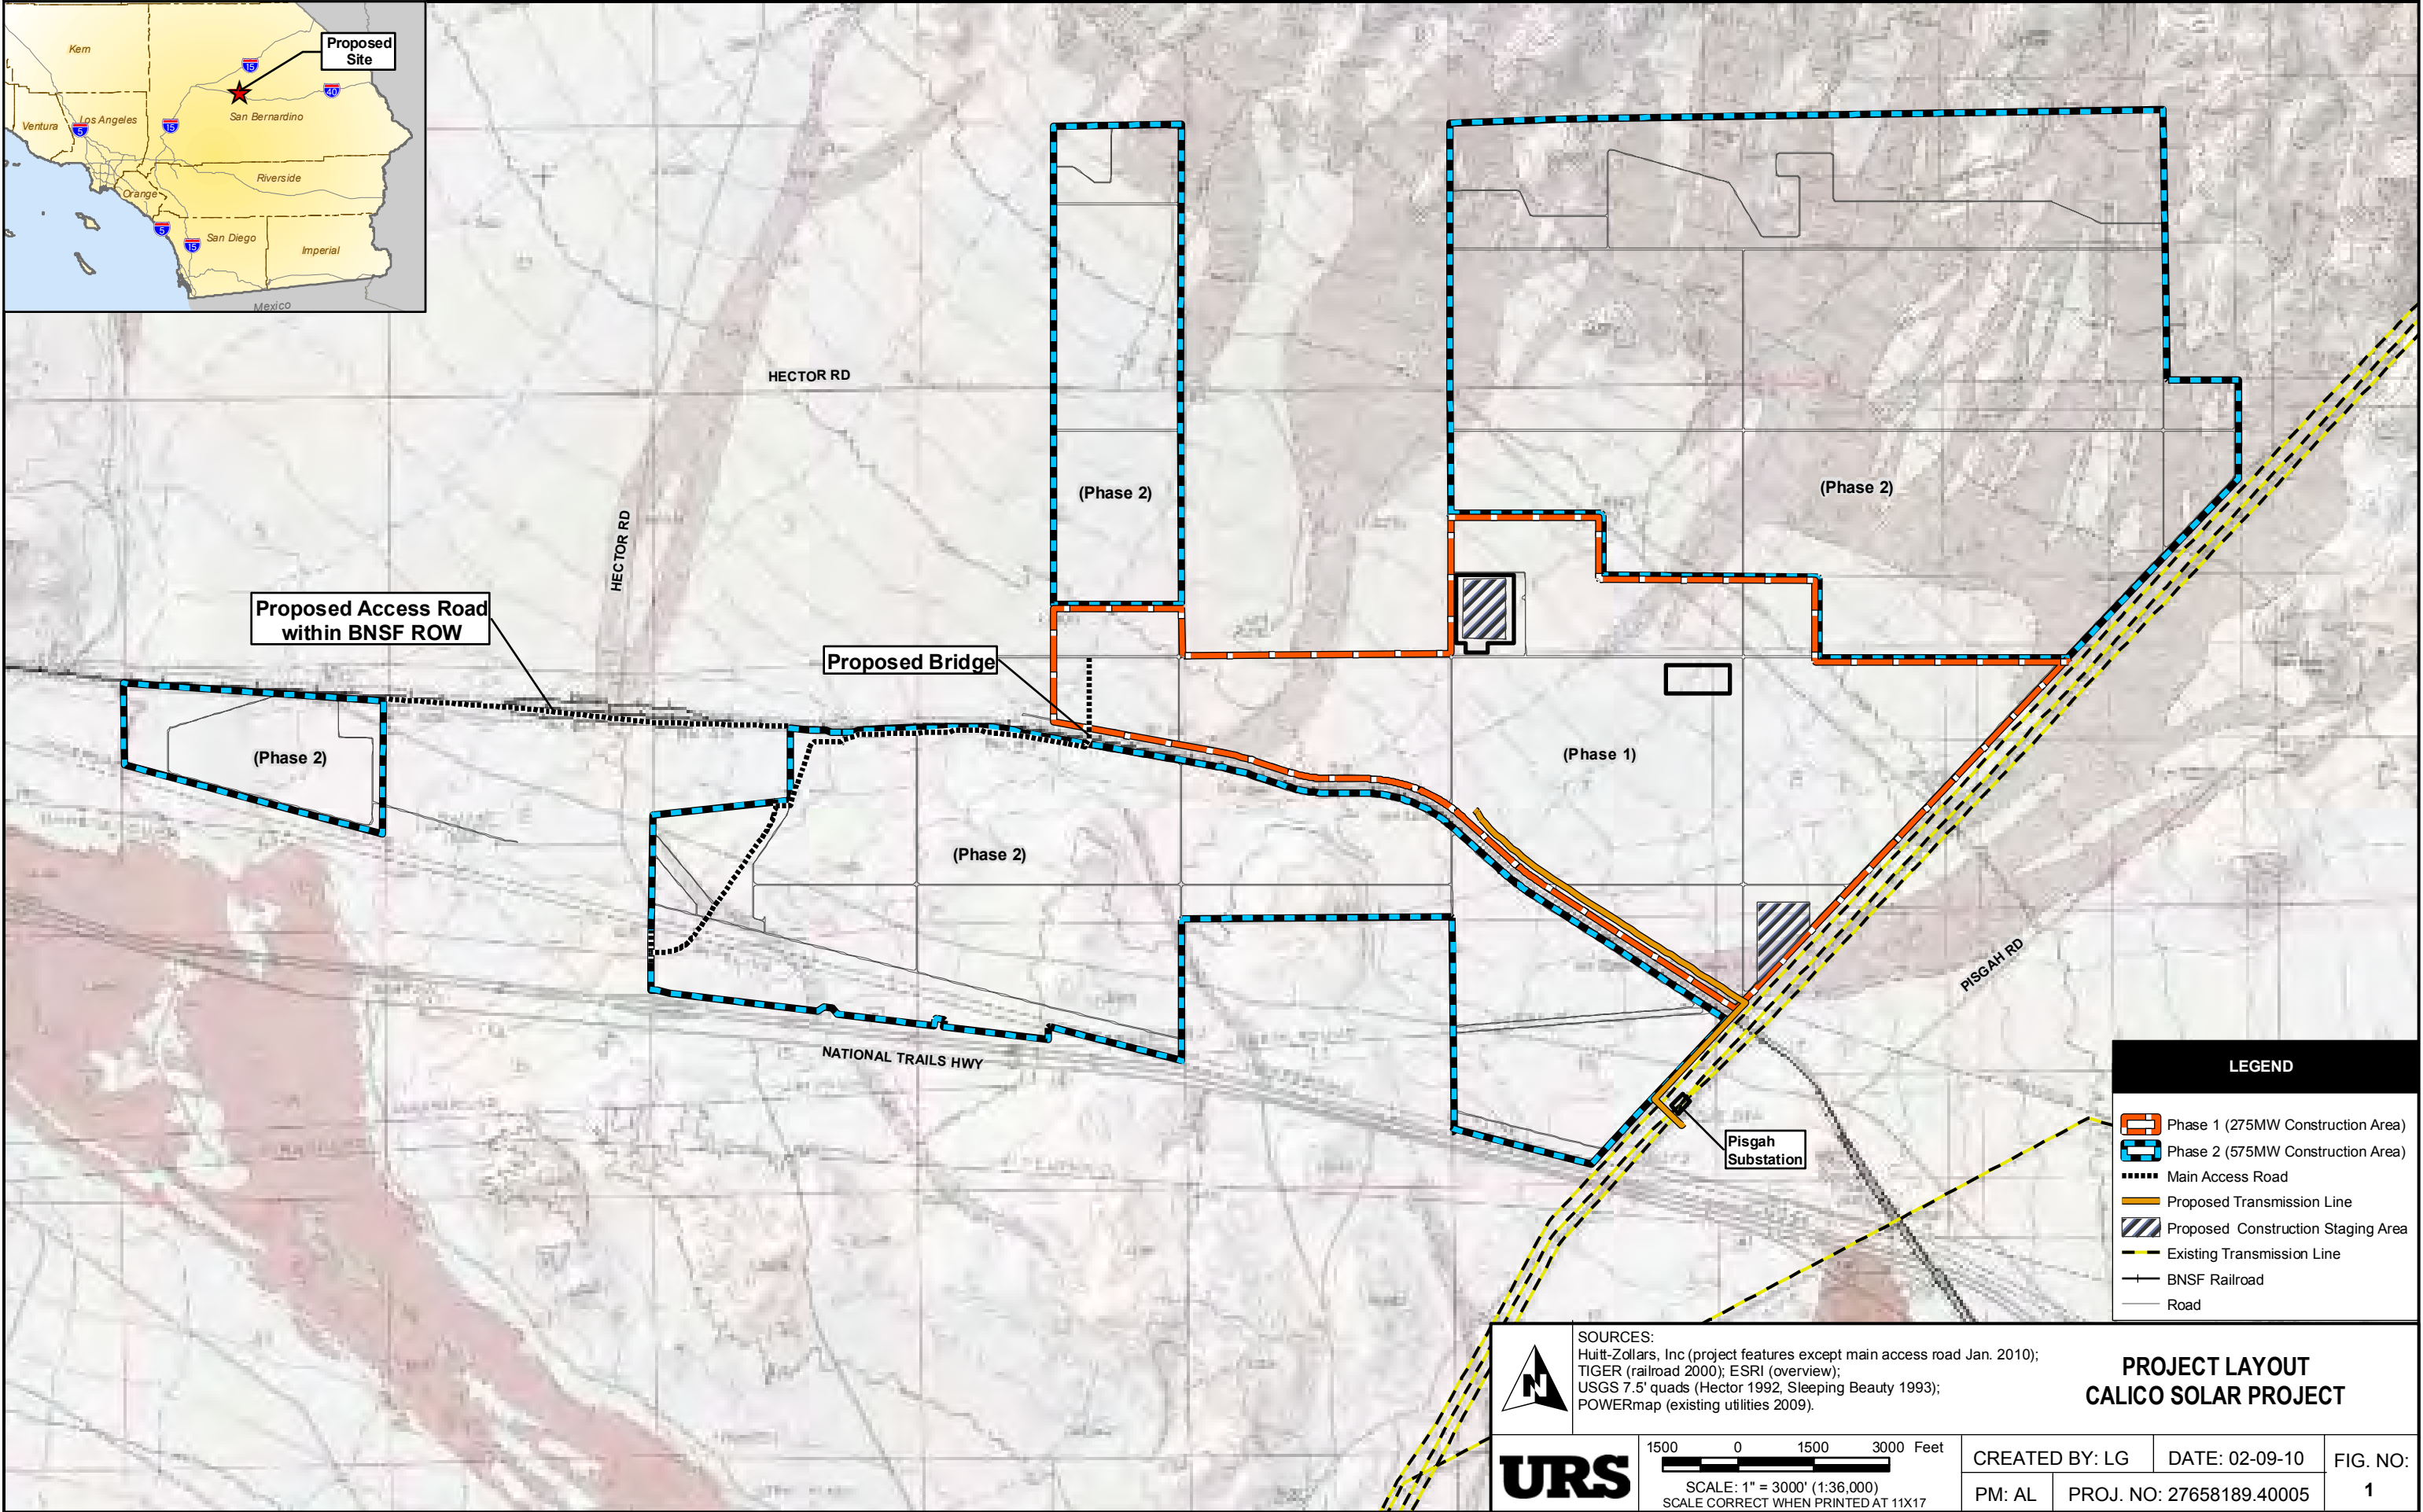 Kern
Proposed
Site
15
40
San Bernardino
Ventura
Los Angeles
5
15
Riverside
Orange
5
15
San Diego
Imperial
Mexico
HECTOR RD
HECTOR RD
(Phase 2)
(Phase 2)
Proposed Access Road
within BNSF ROW
Proposed Bridge
(Phase 2)
(Phase 1)
(Phase 2)
PISGAH RD
NATIONAL TRAILS HWY
Pisgah
Substation
LEGEND
Phase 1 (275MW Construction Area)
Phase 2 (575MW Construction Area)
Main Access Road
Proposed Transmission Line
Proposed Construction Staging Area
Existing Transmission Line
BNSF Railroad
Road
N
SOURCES:
Huitt-Zollars, Inc (project features except main access road Jan. 2010);
TIGER (railroad 2000); ESRI (overview);
USGS 7.5' quads (Hector 1992, Sleeping Beauty 1993);
POWERmap (existing utilities 2009).
PROJECT LAYOUT
CALICO SOLAR PROJECT
URS
1500 0 1500 3000 Feet
SCALE: 1" = 3000' (1:36,000)
SCALE CORRECT WHEN PRINTED AT 11X17
CREATED BY: LG
DATE: 02-09-10
FIG. NO:
1
PM: AL
PROJ. NO: 27658189.40005